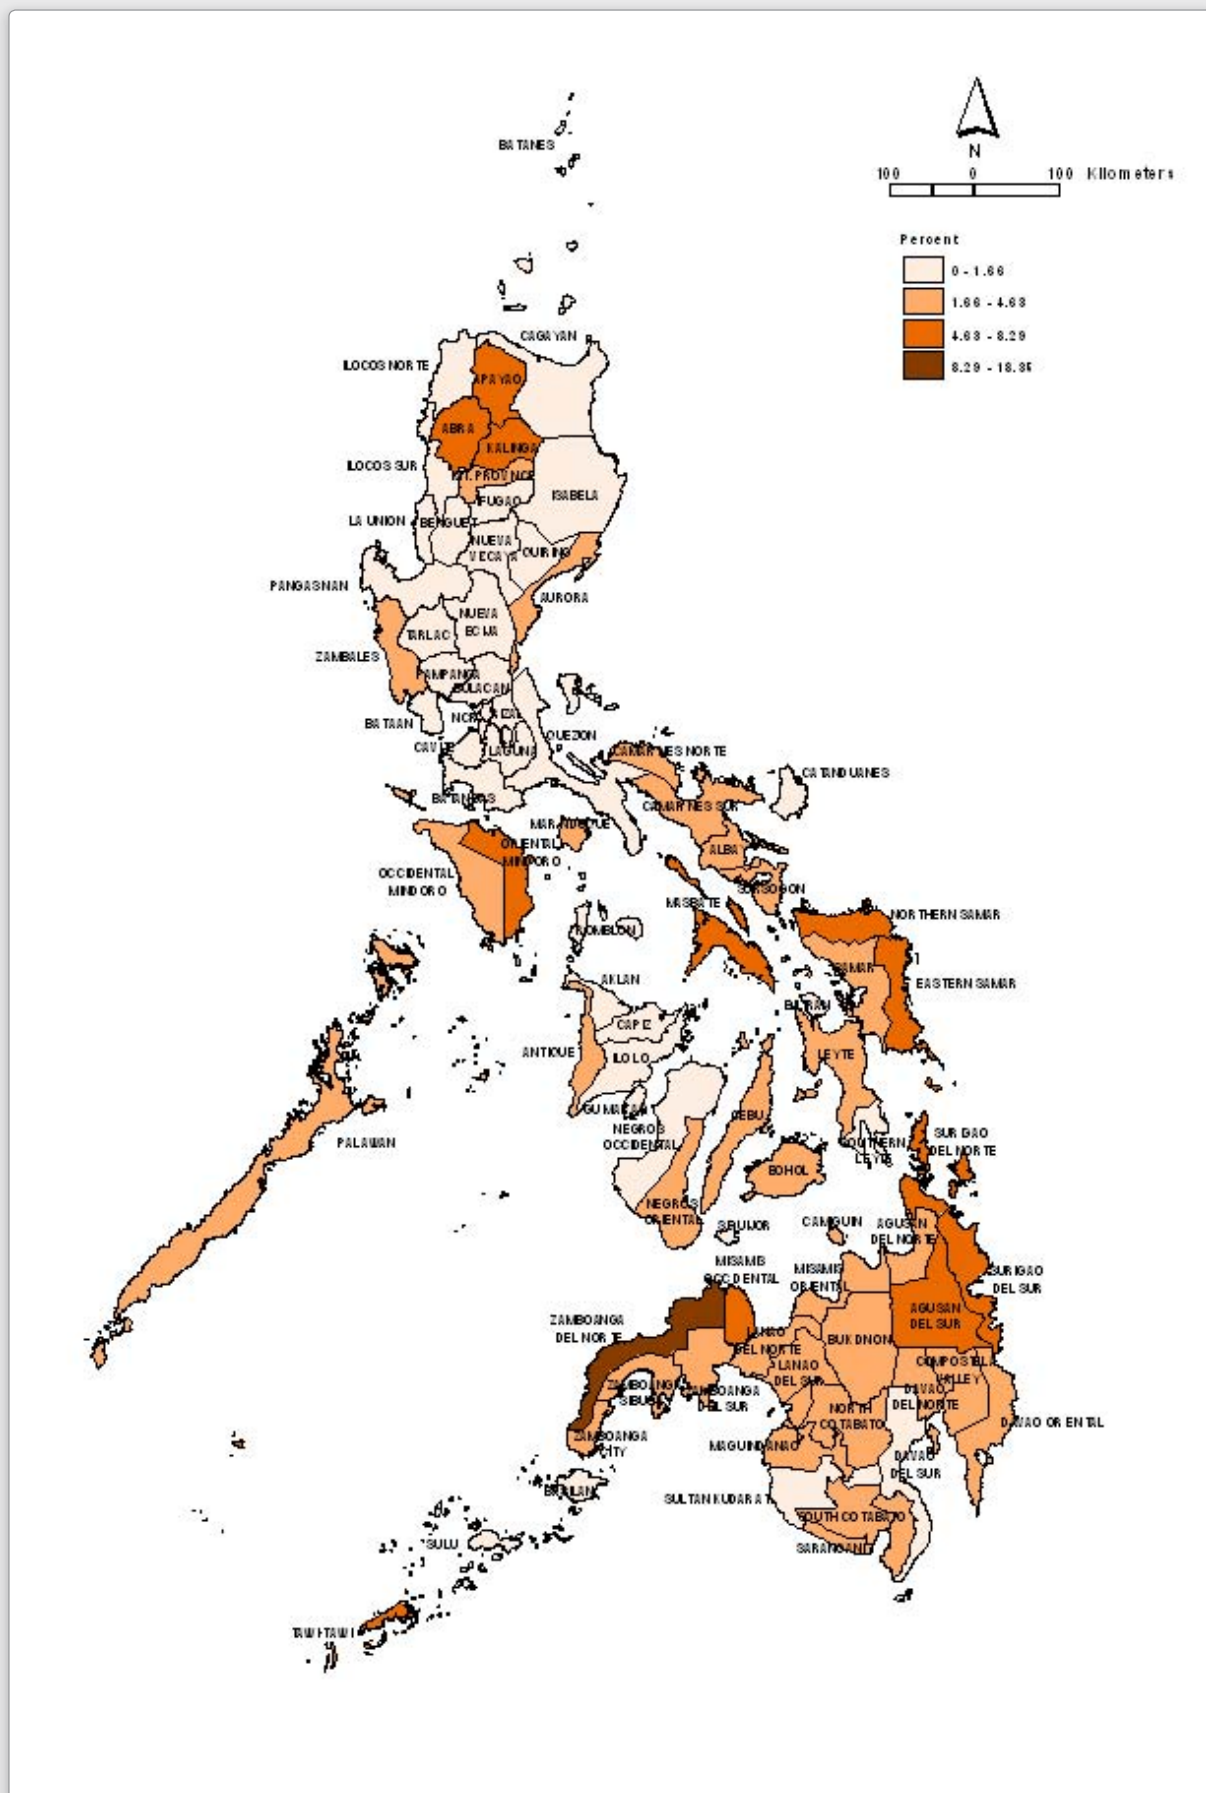 BATANES
N
100 0 100 Kilometers
Percent
0 - 1.66
1.66 - 4.63
4.63 - 8.29
8.29 - 18.35
CAGAYAN
ILOCOS NORTE
APAYAO
ABRA
KALINGA
ILOCOS SUR
MT. PROVINCE
IFUGAO
ISABELA
LA UNION
BENGUET
NUEVA
VIZCAYA
QUIRINO
PANGASINAN
AURORA
NUEVA
ECIJA
TARLAC
ZAMBALES
PAMPANGA
BULACAN
BATAAN
NCR
RIZAL
QUEZON
CAVITE
LAGUNA
CAMARINES NORTE
CATANDUANES
BATANGAS
CAMARINES SUR
MARINDUQUE
ORIENTAL
MINDORO
ALBA
OCCIDENTAL
MINDORO
SORSOGON
MASBATE
NORTHERN SAMAR
ROMBLON
SAMAR
EASTERN SAMAR
AKLAN
BILIRAN
CAPIZ
ANTIQUE
ILOILO
LEYTE
GUIMARAS
CEBU
NEGROS
OCCIDENTAL
PALAWAN
SOUTHERN
LEYTE
SURIGAO
DEL NORTE
BOHOL
NEGROS
ORIENTAL
SIQUIJOR
CAMIGUIN
AGUSAN
DEL NORTE
MISAMIS
OCCIDENTAL
MISAMIS
ORIENTAL
SURIGAO
DEL SUR
ZAMBOANGA
DEL NORTE
AGUSAN
DEL SUR
LANAO
DEL NORTE
BUKIDNON
LANAO
DEL SUR
COMPOSTELA
VALLEY
ZAMBOANGA
SIBUGAY
ZAMBOANGA
DEL SUR
DAVAO
DEL NORTE
NORTH
COTABATO
DAVAO ORIENTAL
ZAMBOANGA
CITY
MAGUINDANAO
DAVAO
DEL SUR
BASILAN
SULTAN KUDARAT
SOUTH COTABATO
SULU
SARANGANI
TAWI-TAWI